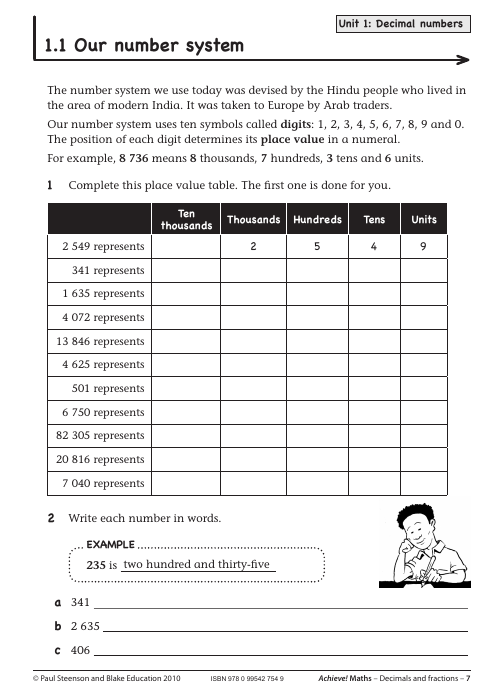 Unit 1: Decimal numbers
1.1 Our number system
The number system we use today was devised by the Hindu people who lived in
the area of modern India. It was taken to Europe by Arab traders.
Our number system uses ten symbols called digits: 1, 2, 3, 4, 5, 6, 7, 8, 9 and 0.
The position of each digit determines its place value in a numeral.
For example, 8 736 means 8 thousands, 7 hundreds, 3 tens and 6 units.
1 Complete this place value table. The first one is done for you.
Ten thousands Thousands Hundreds Tens Units
2 549 represents 2 5 4 9
341 represents
1 635 represents
4 072 represents
13 846 represents
4 625 represents
501 represents
6 750 represents
82 305 represents
20 816 represents
7 040 represents
2 Write each number in words.
EXAMPLE
235 is two hundred and thirty-five
a 341
b 2 635
c 406
© Paul Steenson and Blake Education 2010 ISBN 978 0 99542 754 9 Achieve! Maths – Decimals and fractions – 7